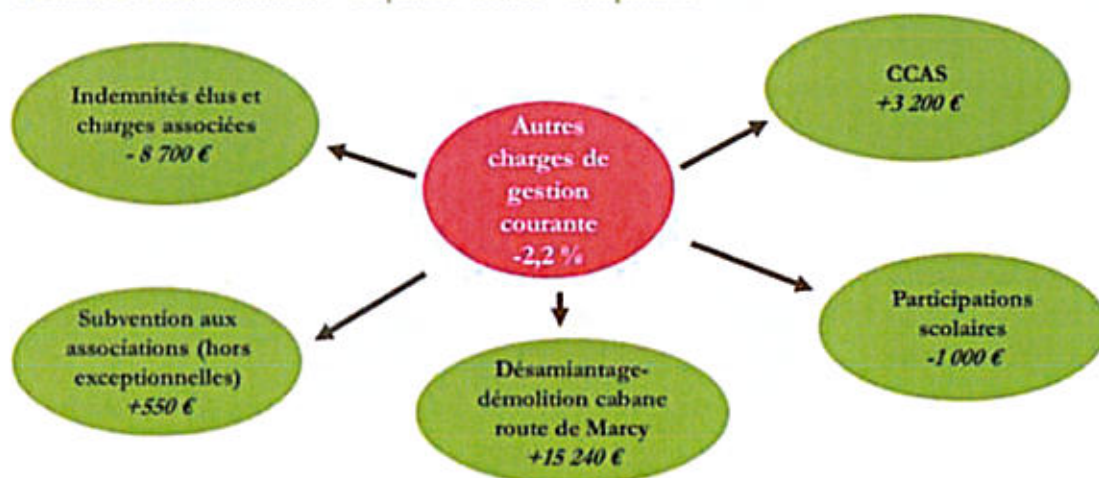 Indemnités élus et
charges associées
- 8 700 €
CCAS
+3 200 €
Autres
charges de
gestion
courante
-2,2 %
Subvention aux
associations (hors
exceptionnelles)
+550 €
Désamiantage-
démolition cabane
route de Marcy
+15 240 €
Participations
scolaires
-1 000 €